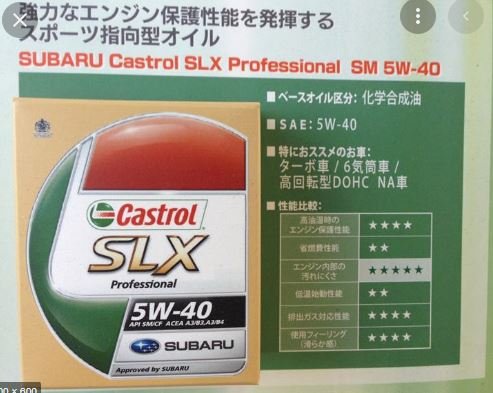 強力なエンジン保護性能を発揮する
スポーツ指向型オイル
SUBARU Castrol SLX Professional SM 5W-40
■ベースオイル区分：化学合成油
■SAE：5W-40
■特におススメのお車：
ターボ車 / 6気筒車 /
高回転型DOHC NA車
■性能比較：
高油温時の
エンジン保護性能 ★★★★
省燃費性能 ★★
エンジン内部の
汚れにくさ ★★★★★
低温始動性能 ★★
排出ガス対応性能 ★★★★
使用フィーリング
（滑らか感） ★★★★
Castrol
SLX
Professional
5W-40
API SM/CF ACEA A3/B3,A3/B4
SUBARU
Approved by SUBARU
00 x 600